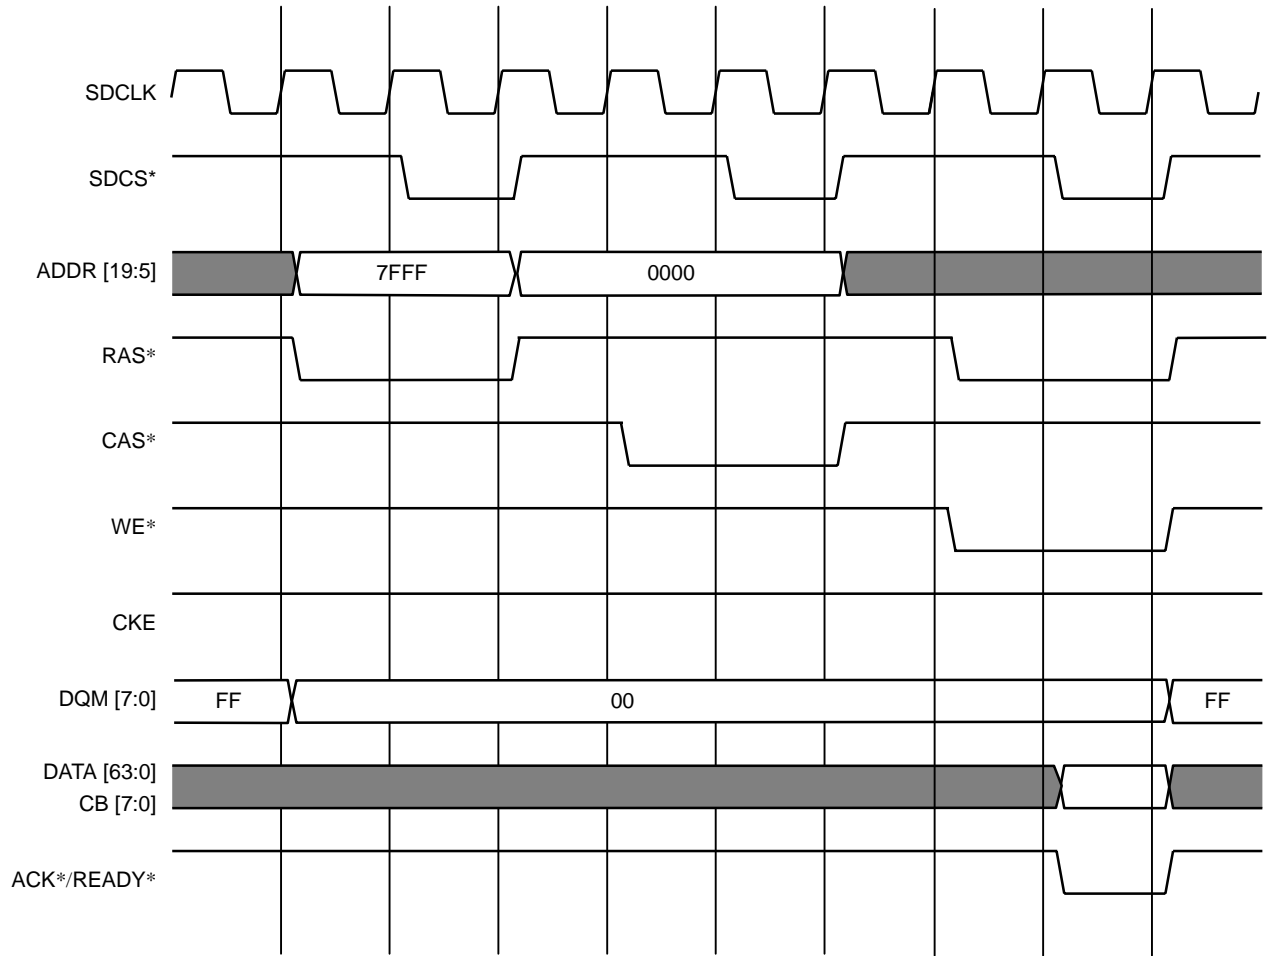 SDCLK
SDCS*
ADDR [19:5] 7FFF 0000
RAS*
CAS*
WE*
CKE
DQM [7:0] FF 00 FF
DATA [63:0]
CB [7:0]
ACK*/READY*